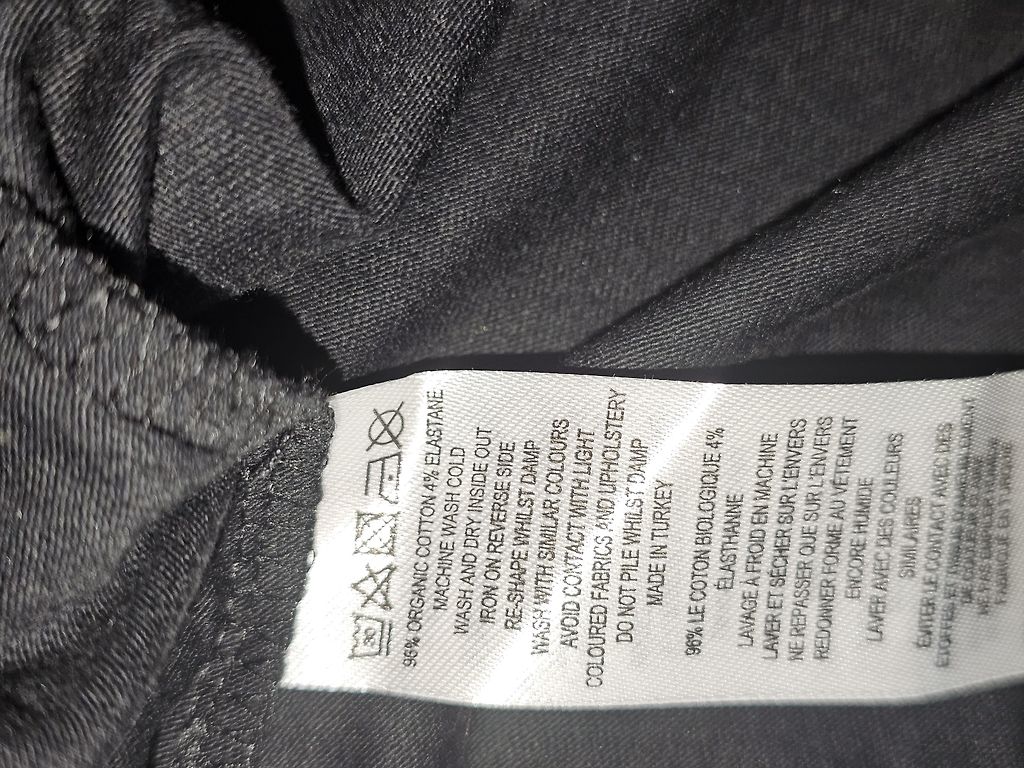 96% ORGANIC COTTON 4% ELASTANE
MACHINE WASH COLD
WASH AND DRY INSIDE OUT
IRON ON REVERSE SIDE
RE-SHAPE WHILST DAMP
WASH WITH SIMILAR COLOURS
AVOID CONTACT WITH LIGHT
COLOURED FABRICS AND UPHOLSTERY
DO NOT PILE WHILST DAMP
MADE IN TURKEY
96% LE COTON BIOLOGIQUE 4%
ELASTHANNE
LAVAGE À FROID EN MACHINE
LAVER ET SÉCHER SUR L'ENVERS
NE REPASSER QUE SUR L'ENVERS
REDONNER FORME AU VÊTEMENT
ENCORE HUMIDE
LAVER AVEC DES COULEURS
SIMILAIRES
EVITER LE CONTACT AVEC DES